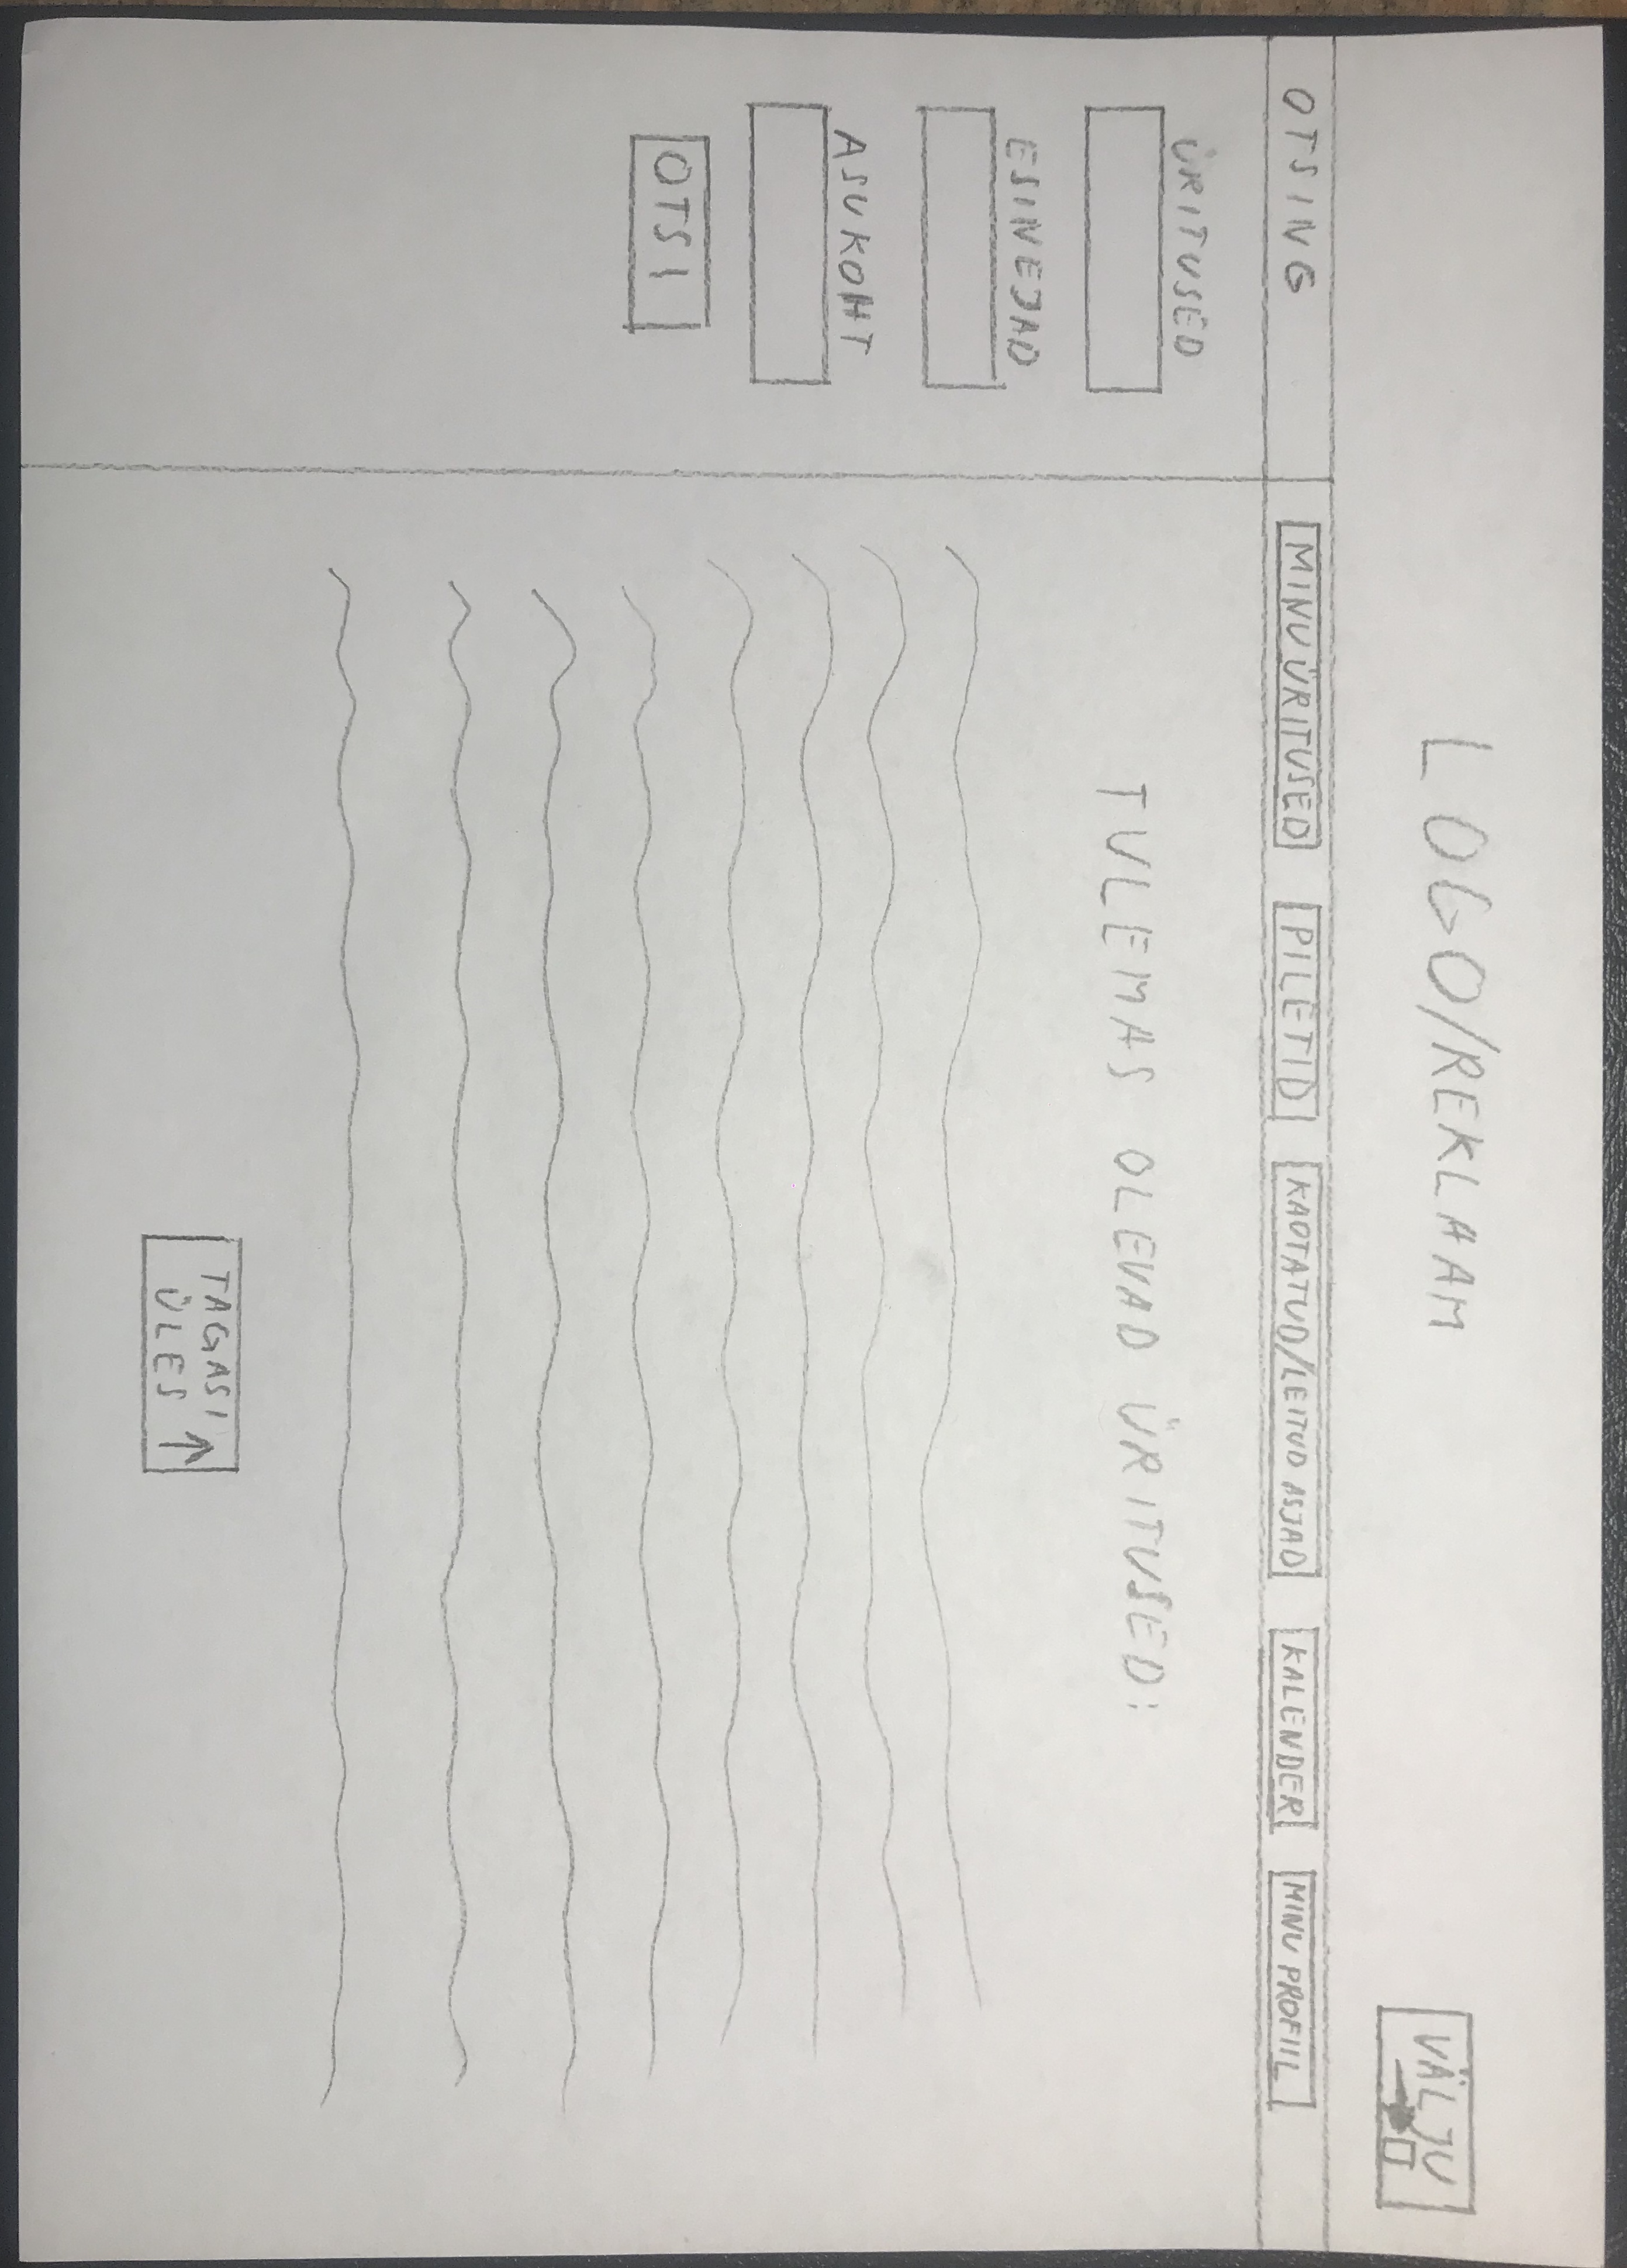 LOGO/REKLAAM
VÄLJU
OTSING
MINU ÜRITUSED
PILETID
KAOTATUD/LEITUD ASJAD
KALENDER
MINU PROFIIL
ÜRITUSED
ESINEJAD
ASUKOHT
OTSI
TULEMAS OLEVAD ÜRITUSED:
TAGASI
ÜLES